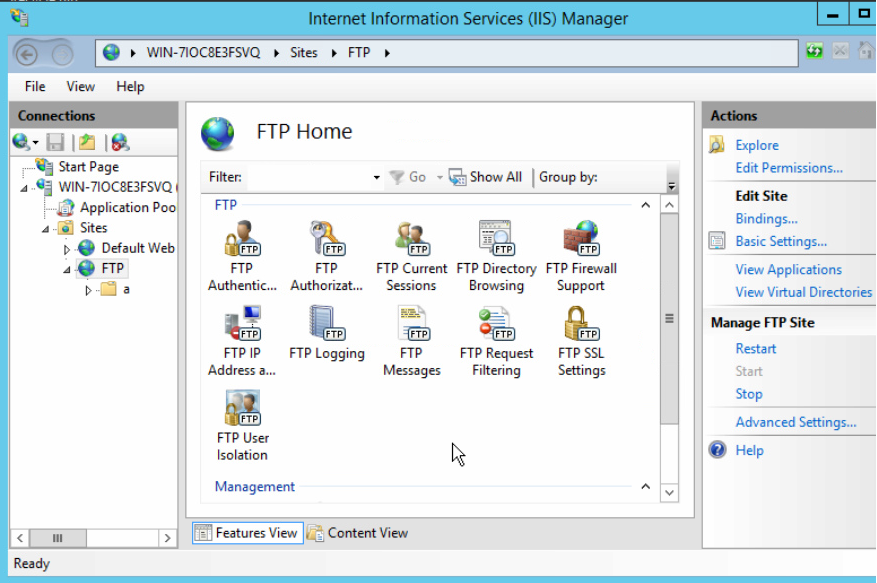 Internet Information Services (IIS) Manager
WIN-7IOC8E3FSVQ Sites FTP
File View Help
Connections
Start Page
WIN-7IOC8E3FSVQ (
Application Poo
Sites
Default Web
FTP
a
FTP Home
Filter: Go Show All Group by:
FTP
FTP Authentic...
FTP Authorizat...
FTP Current Sessions
FTP Directory Browsing
FTP Firewall Support
FTP IP Address a...
FTP Logging
FTP Messages
FTP Request Filtering
FTP SSL Settings
FTP User Isolation
Management
Features View Content View
Actions
Explore
Edit Permissions...
Edit Site
Bindings...
Basic Settings...
View Applications
View Virtual Directories
Manage FTP Site
Restart
Start
Stop
Advanced Settings...
Help
Ready